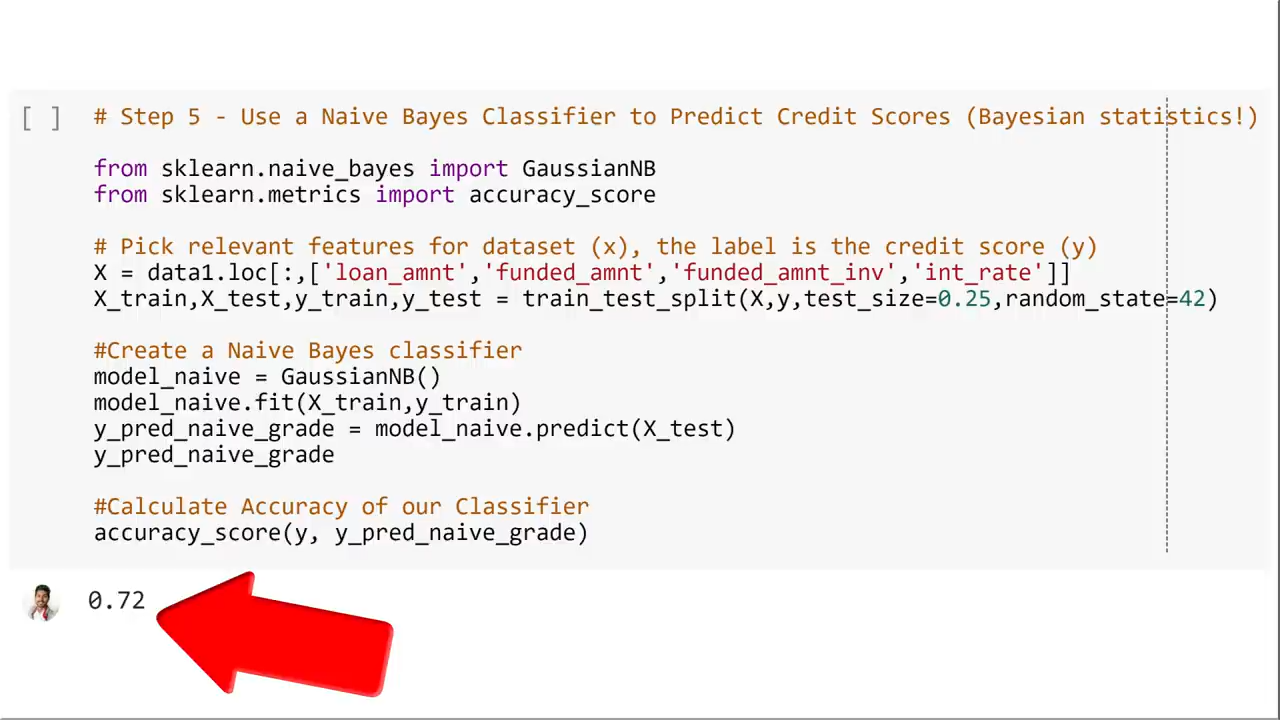 [ ] # Step 5 - Use a Naive Bayes Classifier to Predict Credit Scores (Bayesian statistics!)
from sklearn.naive_bayes import GaussianNB
from sklearn.metrics import accuracy_score
# Pick relevant features for dataset (x), the label is the credit score (y)
X = data1.loc[:,['loan_amnt','funded_amnt','funded_amnt_inv','int_rate']]
X_train,X_test,y_train,y_test = train_test_split(X,y,test_size=0.25,random_state=42)
#Create a Naive Bayes classifier
model_naive = GaussianNB()
model_naive.fit(X_train,y_train)
y_pred_naive_grade = model_naive.predict(X_test)
y_pred_naive_grade
#Calculate Accuracy of our Classifier
accuracy_score(y, y_pred_naive_grade)
0.72